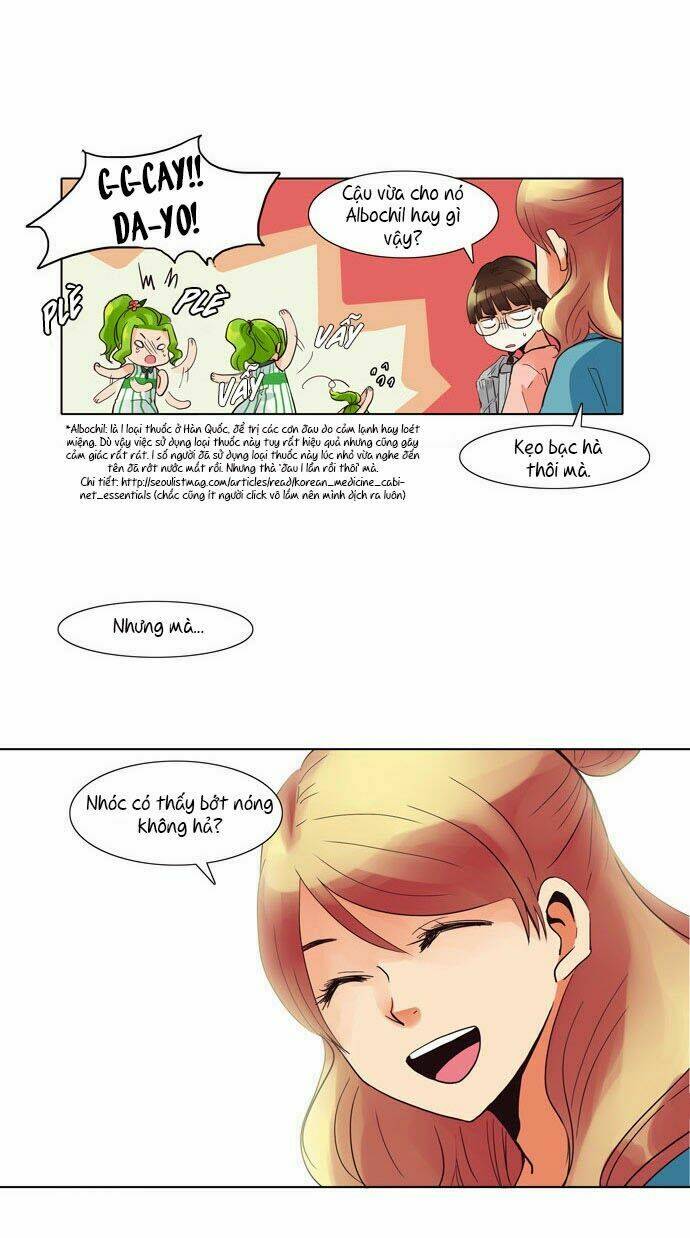 C-C-CAY!!
DA-YO!
Cậu vừa cho nó
Albochil hay gì
vậy?
PLÈ
PLÈ
VẪY
VẪY
*Albochil: là 1 loại thuốc ở Hàn Quốc, để trị các cơn đau do cảm lạnh hay loét
miệng. Dù vậy việc sử dụng loại thuốc này tuy rất hiệu quả nhưng cũng gây
cảm giác rất rát. 1 số người đã sử dụng loại thuốc này lúc nhỏ vừa nghe đến
tên đã rớt nước mắt rồi. Nhưng thà 'đau 1 lần rồi thôi' mà.
Chi tiết: http://seoulistmag.com/articles/read/korean_medicine_cabi-
net_essentials (chắc cũng ít người click vô lắm nên mình dịch ra luôn)
Kẹo bạc hà
thôi mà.
Nhưng mà...
Nhóc có thấy bớt nóng
không hả?